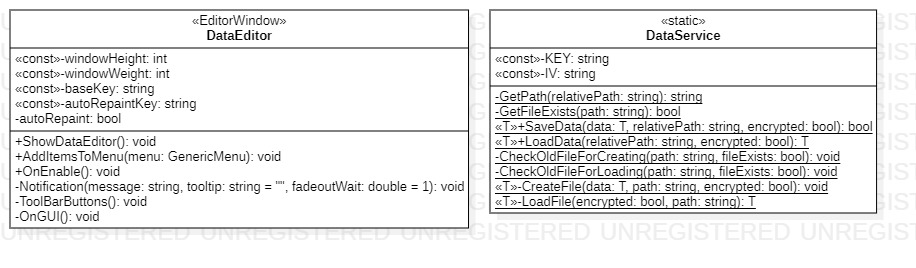 «EditorWindow»
DataEditor
«const»-windowHeight: int
«const»-windowWeight: int
«const»-baseKey: string
«const»-autoRepaintKey: string
-autoRepaint: bool
+ShowDataEditor(): void
+AddItemsToMenu(menu: GenericMenu): void
+OnEnable(): void
-Notification(message: string, tooltip: string = "", fadeoutWait: double = 1): void
-ToolBarButtons(): void
-OnGUI(): void
«static»
DataService
«const»-KEY: string
«const»-IV: string
-GetPath(relativePath: string): string
-GetFileExists(path: string): bool
«T»+SaveData(data: T, relativePath: string, encrypted: bool): bool
«T»+LoadData(relativePath: string, encrypted: bool): T
-CheckOldFileForCreating(path: string, fileExists: bool): void
-CheckOldFileForLoading(path: string, fileExists: bool): void
«T»-CreateFile(data: T, path: string, encrypted: bool): void
«T»-LoadFile(encrypted: bool, path: string): T
UNREGISTERED UNREGISTERED UNREGISTERED UNREGISTERED UNREGIS